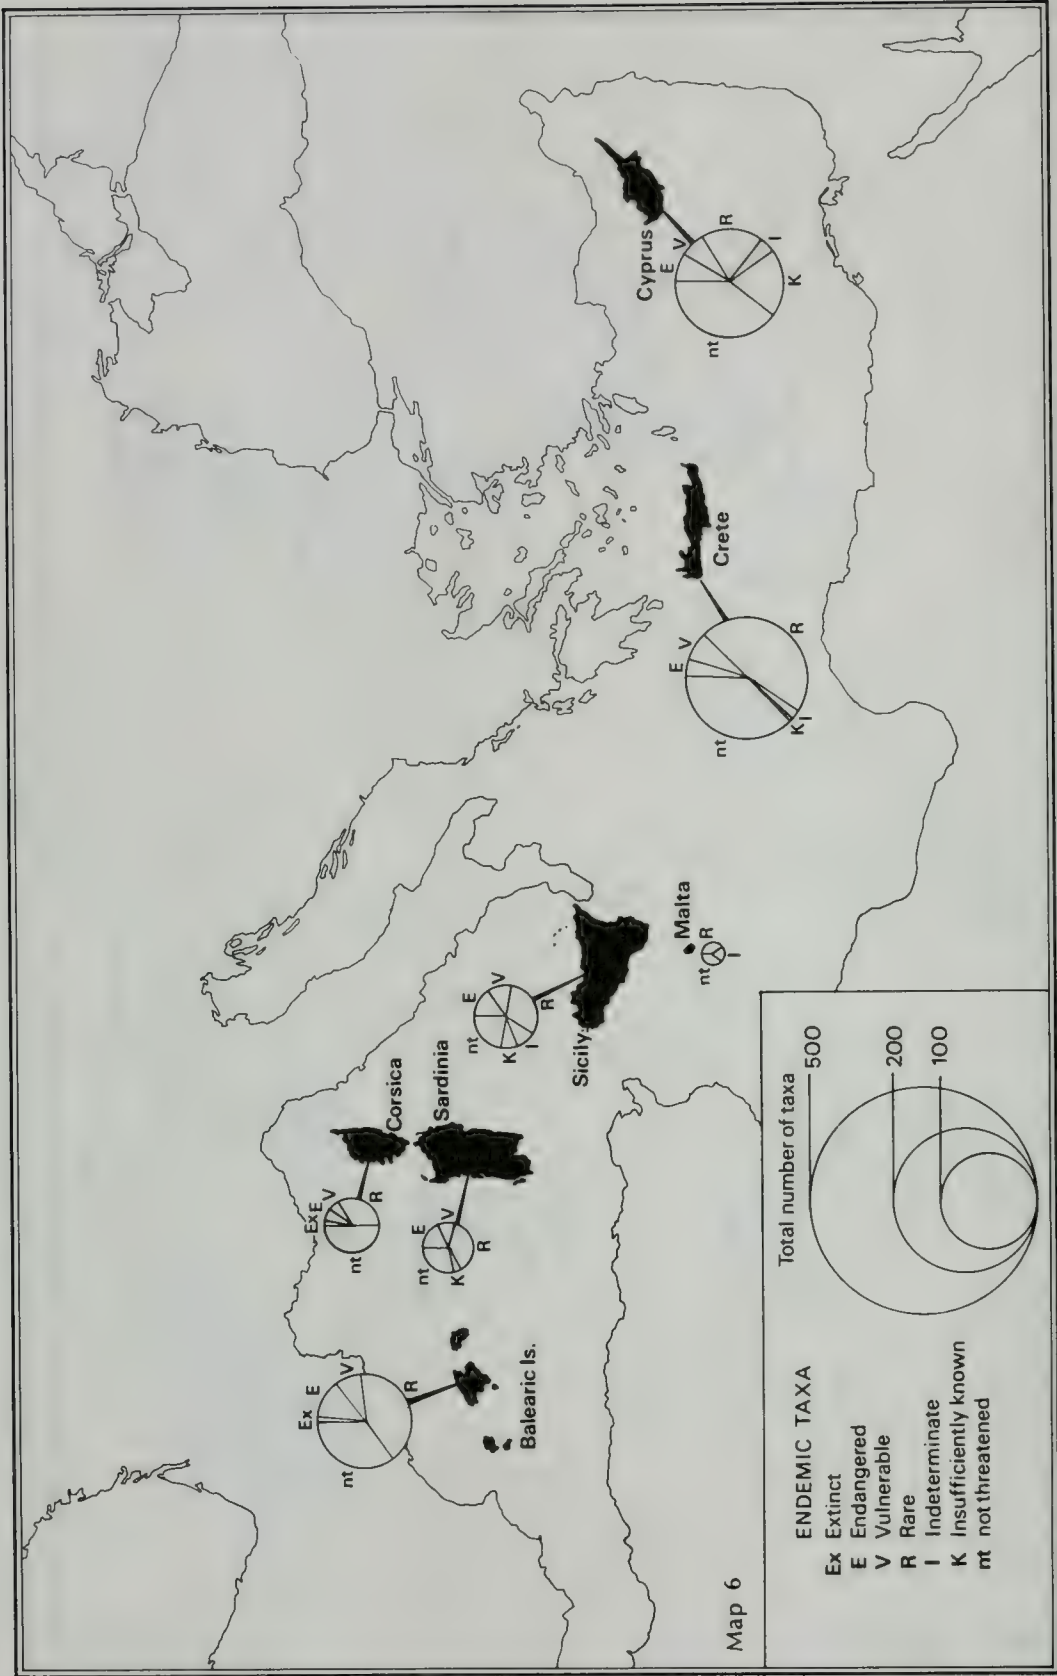 Ex
E
V
R
nt
Balearic Is.
Ex
E
V
R
nt
Corsica
E
V
R
K
nt
Sardinia
E
V
R
I
K
nt
Sicily
nt
R
I
Malta
E
V
R
I
K
nt
Crete
E
V
R
I
K
nt
Cyprus
Map 6
ENDEMIC TAXA
Ex Extinct
E Endangered
V Vulnerable
R Rare
I Indeterminate
K Insufficiently known
nt not threatened
Total number of taxa
500
200
100